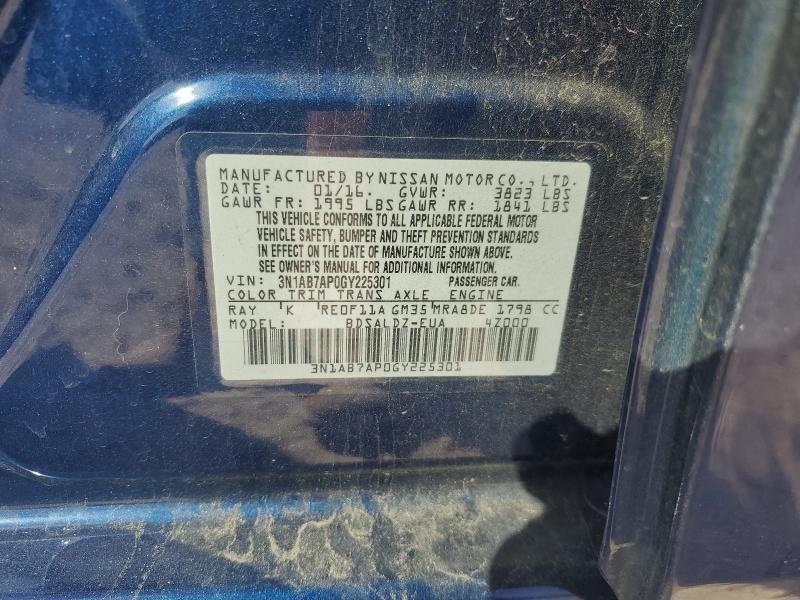 MANUFACTURED BY NISSAN MOTOR CO., LTD.
DATE: 01/16. GVWR: 3823 LBS
GAWR FR: 1995 LBS GAWR RR: 1841 LBS
THIS VEHICLE CONFORMS TO ALL APPLICABLE FEDERAL MOTOR
VEHICLE SAFETY, BUMPER AND THEFT PREVENTION STANDARDS
IN EFFECT ON THE DATE OF MANUFACTURE SHOWN ABOVE.
SEE OWNER'S MANUAL FOR ADDITIONAL INFORMATION.
VIN: 3N1AB7AP0GY225301 PASSENGER CAR.
COLOR TRIM TRANS AXLE ENGINE
RAY K RE0F11A GM35 MRA8DE 1798 CC
MODEL: BDSALDZ-EUA 4Z000
3N1AB7AP0GY225301